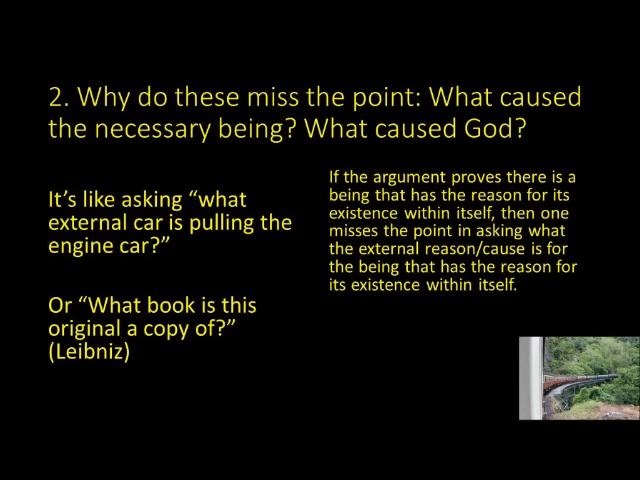 2. Why do these miss the point: What caused
the necessary being? What caused God?
It’s like asking “what
external car is pulling the
engine car?”
Or “What book is this
original a copy of?”
(Leibniz)
If the argument proves there is a
being that has the reason for its
existence within itself, then one
misses the point in asking what
the external reason/cause is for
the being that has the reason for
its existence within itself.